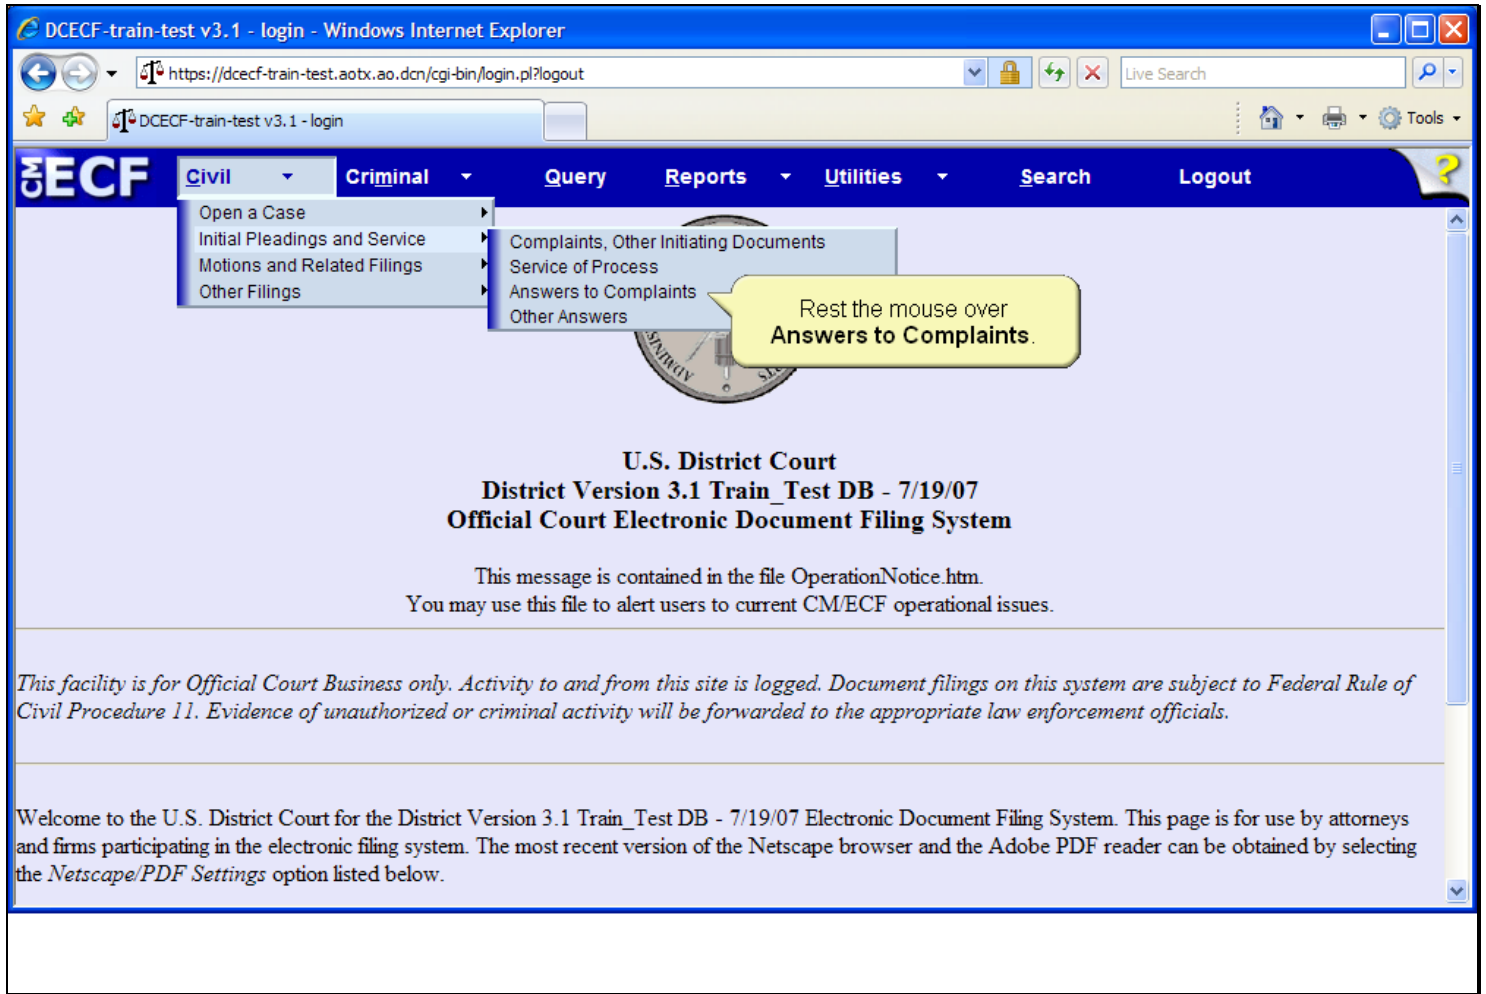 DCECF-train-test v3.1 - login - Windows Internet Explorer
https://dcecf-train-test.aotx.ao.dcn/cgi-bin/login.pl?logout
Live Search
DCECF-train-test v3.1 - login
Tools
CM ECF Civil Criminal Query Reports Utilities Search Logout ?
Open a Case
Initial Pleadings and Service
Motions and Related Filings
Other Filings
Complaints, Other Initiating Documents
Service of Process
Answers to Complaints
Other Answers
Rest the mouse over
Answers to Complaints.
U.S. District Court
District Version 3.1 Train_Test DB - 7/19/07
Official Court Electronic Document Filing System
This message is contained in the file OperationNotice.htm.
You may use this file to alert users to current CM/ECF operational issues.
This facility is for Official Court Business only. Activity to and from this site is logged. Document filings on this system are subject to Federal Rule of
Civil Procedure 11. Evidence of unauthorized or criminal activity will be forwarded to the appropriate law enforcement officials.
Welcome to the U.S. District Court for the District Version 3.1 Train_Test DB - 7/19/07 Electronic Document Filing System. This page is for use by attorneys
and firms participating in the electronic filing system. The most recent version of the Netscape browser and the Adobe PDF reader can be obtained by selecting
the Netscape/PDF Settings option listed below.